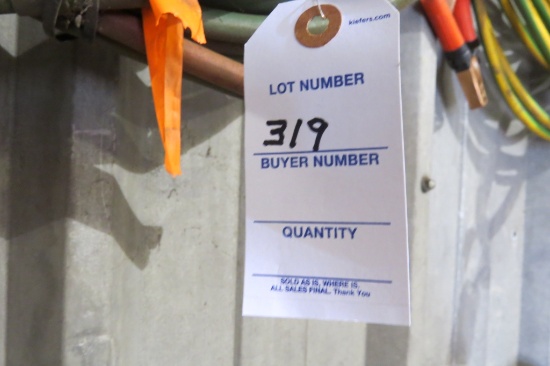 kiefers.com
LOT NUMBER
319
BUYER NUMBER
QUANTITY
SOLD AS IS, WHERE IS.
ALL SALES FINAL. Thank You